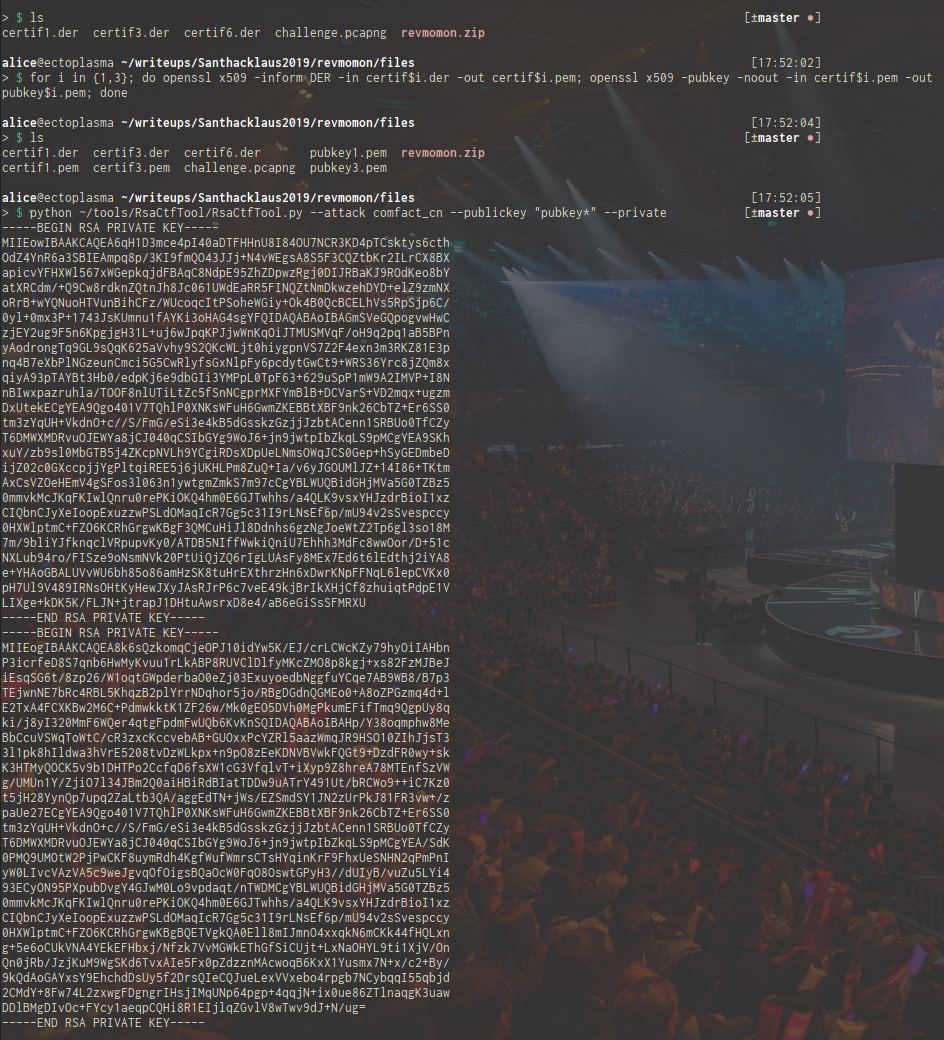 > $ ls [±master ●]
certif1.der certif3.der certif6.der challenge.pcapng revmomon.zip
alice@ectoplasma ~/writeups/Santhacklaus2019/revmomon/files [17:52:02]
> $ for i in {1,3}; do openssl x509 -inform DER -in certif$i.der -out certif$i.pem; openssl x509 -pubkey -noout -in certif$i.pem -out
pubkey$i.pem; done
alice@ectoplasma ~/writeups/Santhacklaus2019/revmomon/files [17:52:04]
> $ ls [±master ●]
certif1.der certif3.der certif6.der pubkey1.pem revmomon.zip
certif1.pem certif3.pem challenge.pcapng pubkey3.pem
alice@ectoplasma ~/writeups/Santhacklaus2019/revmomon/files [17:52:05]
> $ python ~/tools/RsaCtfTool/RsaCtfTool.py --attack comfact_cn --publickey "pubkey*" --private [±master ●]
-----BEGIN RSA PRIVATE KEY-----
MIIEowIBAAKCAQEA6qH1D3mce4pI40aDTFHHnU8I84OU7NCR3KD4pTCsktys6cth
OdZ4YnR6a3SBIEAmpq8p/3KI9fmQO43JJj+N4vWEgsA8S5F3CQZtbKr2ILrCX8BX
apicvYFHXWl567xWGepkqjdFBAqC8NdpE95ZhZDpwzRgj0DIJRBaKJ9ROdKeo8bY
atXRCdm/+Q9Cw8rdknZQtnJh8Jc061UWdEaRR5FINQZtNmDkwzehDYD+elZ9zmNX
oRrB+wYQNuoHTVunBihCFz/WUcoqcItPSoheWGiy+Ok4B0QcBCELhVs5RpSjp6C/
0yl+0mx3P+1743JsKUmnu1fAYKi3oHAG4sgYFQIDAQABAoIBAGmSVeGQpogvwHwC
zjEY2ug9F5n6KpgjgH31L+uj6wJpqKPJjwWnKqOiJTMUSMVqF/oH9q2pq1aB5BPn
yAodrongTq9GL9sQqK625aVvhy9S2QKcWLjt0hiygpnVS7Z2F4exn3m3RKZ81E3p
nq4B7eXbPlNGzeunCmci5G5CwRlyfsGxNlpFy6pcdytGwCt9+WRS36Yrc8jZQm8x
qiyA93pTAYBt3Hb0/edpKj6e9dbGIi3YMPpL0TpF63+629uSpP1mW9A2IMVP+I8N
nBIwxpazruhla/TOOF8nlUTiLtZc5fSnNCgprMXFYmBlB+DCVarS+VD2mqx+ugzm
DxUtekECgYEA9Qgo401V7TQhlP0XNKsWFuH6GwmZKEBBtXBF9nk26CbTZ+Er6SS0
tm3zYqUH+VkdnO+c//S/FmG/eSi3e4kB5dGsskzGzjjJzbtACenn1SRBUo0TfCZy
T6DMWXMDRvuOJEWYa8jCJ040qCSIbGYg9WoJ6+jn9jwtpIbZkqLS9pMCgYEA9SKh
xuY/zb9sl0MbGTB5j4ZKcpNVLh9YCgiRDsXDpUeLNmsOWqJCS0Gep+hSyGEDmbeD
ijZ02c0GXccpjjYgPltqiREE5j6jUKHLPm8ZuQ+Ia/v6yJGOUMlJZ+14I86+TKtm
AxCsVZOeHEmV4gSFos3l063n1ywtgmZmkS7m97cCgYBLWUQBidGHjMVa5G0TZBz5
0mmvkMcJKqFKIwlQnru0rePKiOKQ4hm0E6GJTwhhs/a4QLK9vsxYHJzdrBioI1xz
CIQbnCJyXeIoopExuzzwPSLdOMaqIcR7Gg5c31I9rLNsEf6p/mU94v2sSvespccy
0HXWlptmC+FZO6KCRhGrgwKBgF3QMCuHiJl8Ddnhs6gzNgJoeWtZ2Tp6gl3so18M
7m/9bliYJfknqclVRpupvKy0/ATDB5NIffWwkiQniU7Ehhh3MdFc8wwOor/D+51c
NXLub94ro/FISze9oNsmNVk20PtUiQjZQ6rIgLUAsFy8MEx7Ed6t6lEdthj2iYA8
e+YHAoGBALUVvWU6bh85o86amHzSK8tuHrEXthrzHn6xDwrKNpFFNqL6lepCVKx0
pH7Ul9V489IRNsOHtKyHewJXyJAsRJrP6c7veE49kjBrIkXHjCf8zhuiqtPdpE1V
LIXge+kDK5K/FLJN+jtrapJ1DHtuAwsrxD8e4/aB6eGiSsSFMRXU
-----END RSA PRIVATE KEY-----
-----BEGIN RSA PRIVATE KEY-----
MIIEogIBAAKCAQEA8k6sQzkomqCjeOPJ10idYw5K/EJ/crLCWcKZy79hyOiIAHbn
P3icrfeD8S7qnb6HwMyKvuu1rLkABP8RUVClDlfyMKcZMO8p8kgj+xs82FzMJBeJ
iEsqSG6t/8zp26/W1oqtGWpderbaO0eZj03ExuyoedbNggfuYCqe7AB9WB8/B7p3
TEjwnNE7bRc4RBL5KhqzB2plYrrNDqhor5jo/RBgDGdnQGMEo0+A8oZPGzmq4d+l
E2TxA4FCXKBw2M6C+PdmwkktK1ZF26w/Mk0gEO5DVh0MgPkumEFifTmq9QgpUy8q
ki/j8yI320MmF6WQer4qtgFpdmFwUQb6KvKnSQIDAQABAoIBAHp/Y38oqmphw8Me
BbCcuVSWqToWtC/cR3zxcKccvebAB+GUOxxPcYZRl5aazWmqJR9HSO10ZIhJjsT3
3l1pk8hIldwa3hVrE5208tvDzWLkpx+n9pO8zEeKDNVBVwkFQGt9+DzdFR0wy+sk
K3HTMyQOCK5v9b1DHTPo2CcfqD6fsXW1cG3VfqlvT+iXyp9Z8hreA78MTEnfSzVW
g/UMUn1Y/ZjiO7l34JBm2Q0aiHBiRdBIatTDDw9uATrY491Ut/bRCWo9++iC7Kz0
t5jH28YynQp7upq2ZaLtb3QA/aggEdTN+jWs/EZSmdSY1JN2zUrPkJ81FR3vw+/z
paUe27ECgYEA9Qgo401V7TQhlP0XNKsWFuH6GwmZKEBBtXBF9nk26CbTZ+Er6SS0
tm3zYqUH+VkdnO+c//S/FmG/eSi3e4kB5dGsskzGzjjJzbtACenn1SRBUo0TfCZy
T6DMWXMDRvuOJEWYa8jCJ040qCSIbGYg9WoJ6+jn9jwtpIbZkqLS9pMCgYEA/SdK
0PMQ9UMOtW2PjPwCKF8uymRdh4KgfWufWmrsCTsHYqinKrF9FhxUeSNHN2qPmPnI
yW0LIvcVAzVA5c9weJgvqOfOigsBQaOcW0FqO8OswtGPyH3//dUIyB/vuZu5LYi4
93ECyON95PXpubDvgY4GJwM0Lo9vpdaqt/nTWDMCgYBLWUQBidGHjMVa5G0TZBz5
0mmvkMcJKqFKIwlQnru0rePKiOKQ4hm0E6GJTwhhs/a4QLK9vsxYHJzdrBioI1xz
CIQbnCJyXeIoopExuzzwPSLdOMaqIcR7Gg5c31I9rLNsEf6p/mU94v2sSvespccy
0HXWlptmC+FZO6KCRhGrgwKBgBQETVgkQA0Ell8mIJmnO4xxqkN6mCKk44fHQLxn
g+5e6oCUkVNA4YEkEFHbxj/Nfzk7VvMGWkEThGfSiCUjt+LxNaOHYL9ti1XjV/On
Qn0jRb/JzjKuM9WgSKd6TvxAIe5Fx0pZdzznMAcwoqB6KxX1Yusmx7N+x/c2+By/
9kQdAoGAYxsY9EhchdDsUy5f2DrsQIeCQJueLexVVxebo4rpgb7NCybqqI55qbjd
2CMdY+8Fw74L2zxwgFDgngrIHsjIMqUNp64pgp+4qqjN+ix0ue86ZTlnaqgK3uaw
DDlBMgDIvOc+FYcy1aeqpCQHi8R1EIjlqZGvlV8wTwv9dJ+N/ug=
-----END RSA PRIVATE KEY-----